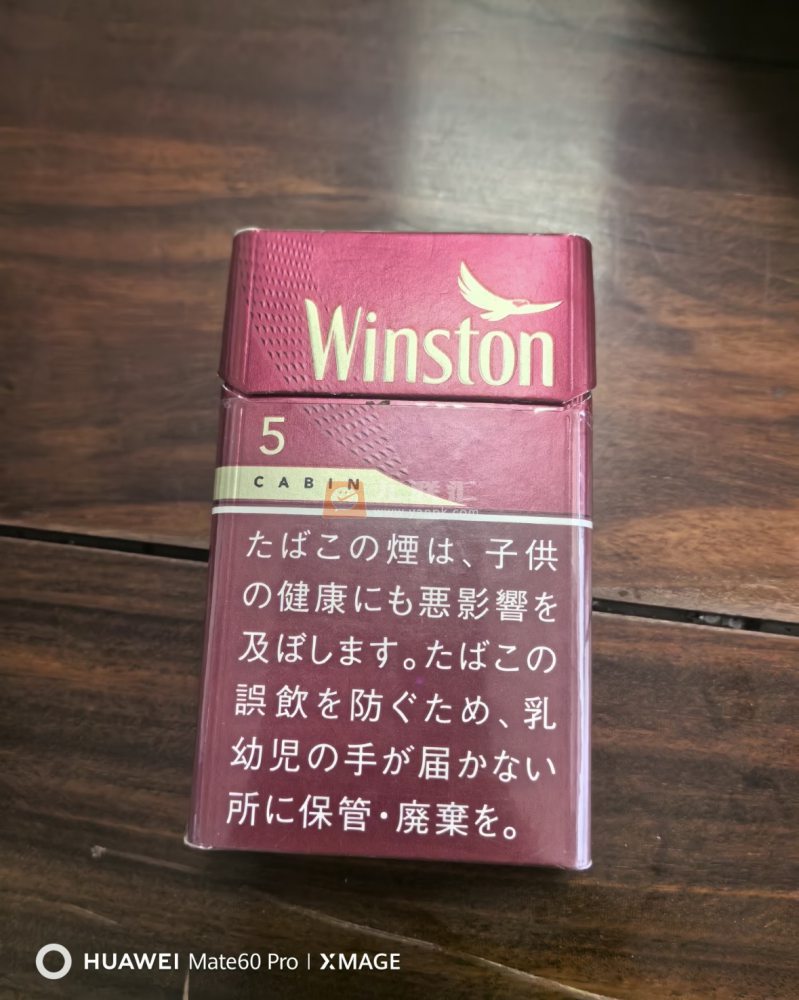 Winston
5
CABIN
たばこの煙は、子供
の健康にも悪影響を
及ぼします。たばこの
誤飲を防ぐため、乳
幼児の手が届かない
所に保管・廃棄を。
HUAWEI Mate60 Pro | XMAGE